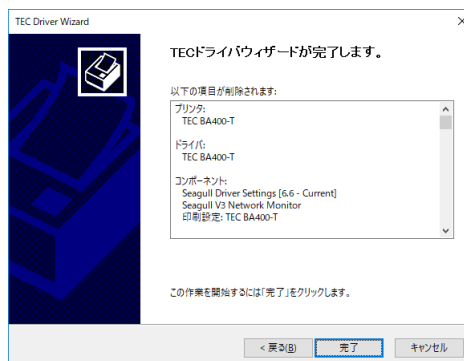 TEC Driver Wizard
TECドライバウィザードが完了します。
以下の項目が削除されます:
プリンタ:
TEC BA400-T
ドライバ:
TEC BA400-T
コンポーネント:
Seagull Driver Settings [6.6 - Current]
Seagull V3 Network Monitor
印刷設定: TEC BA400-T
この作業を開始するには「完了」をクリックします。
< 戻る(B)
完了
キャンセル